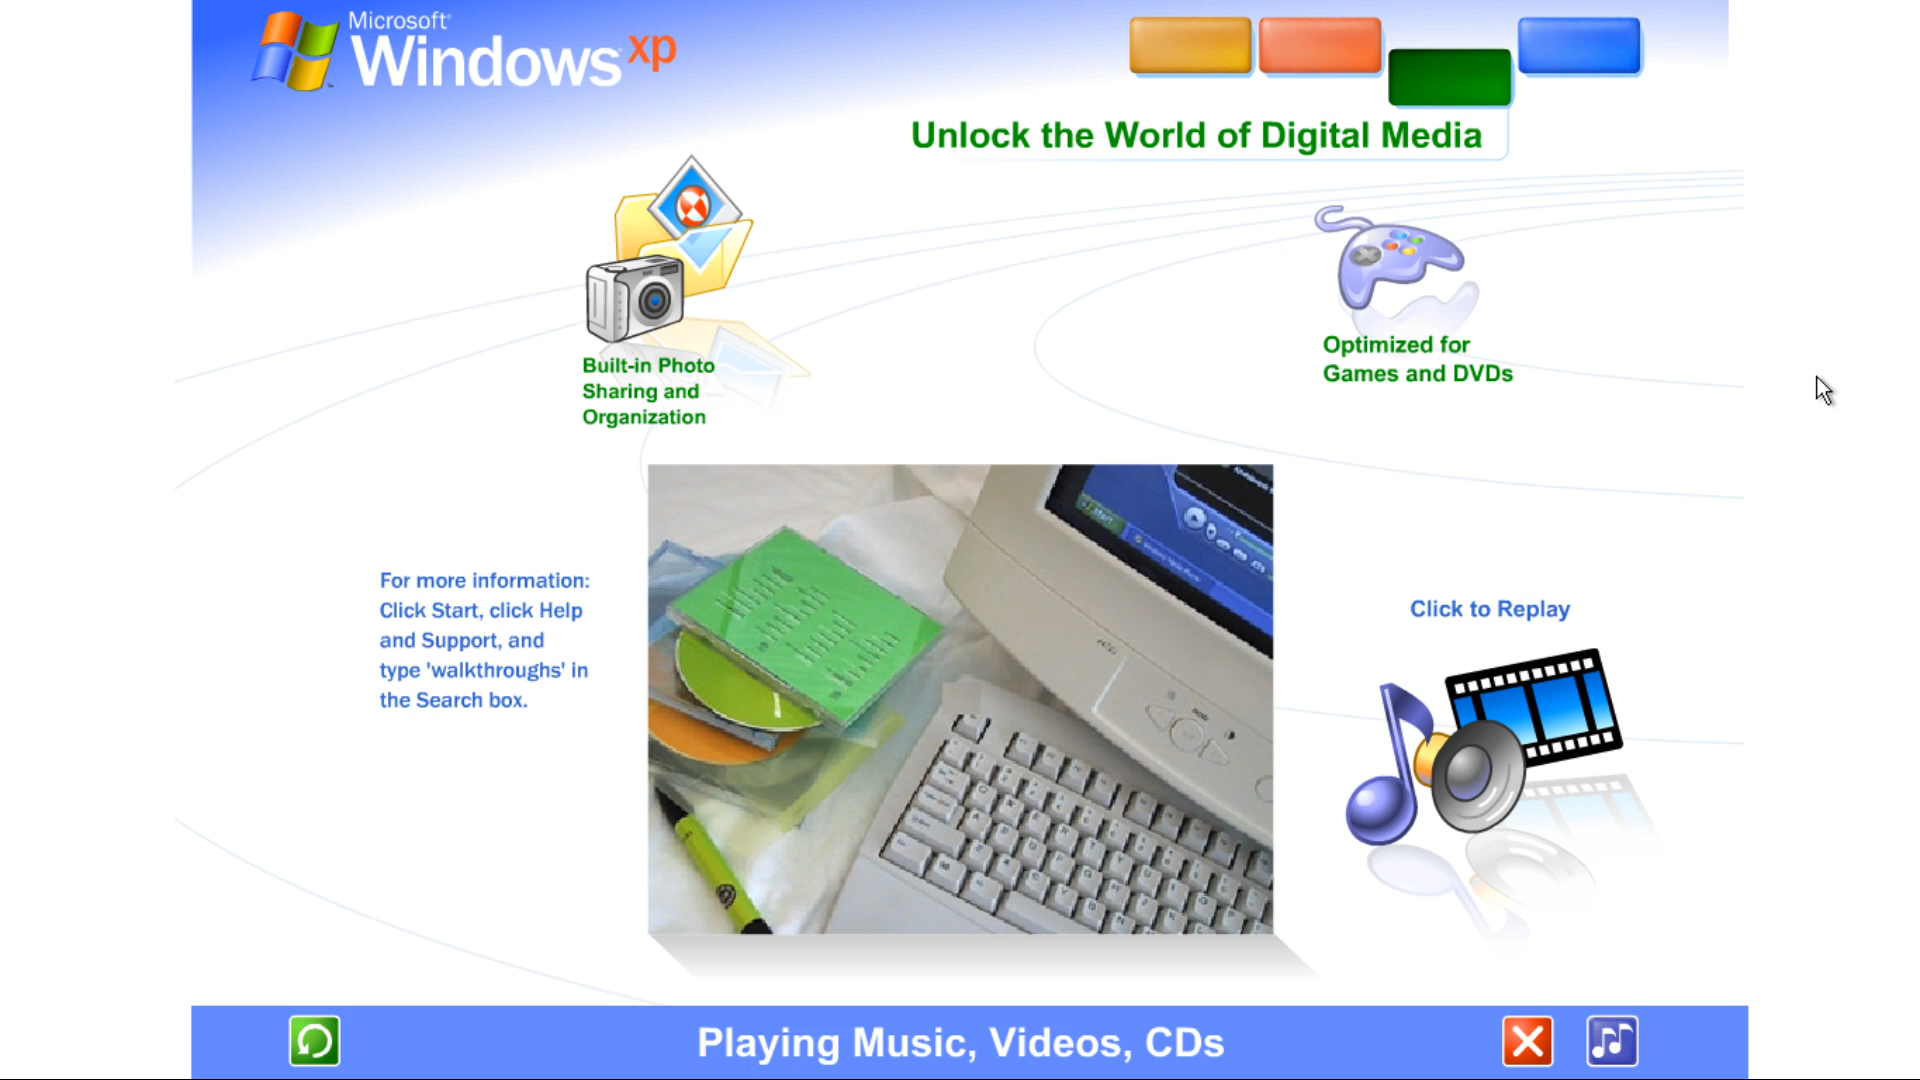 Microsoft
Windows xp
Unlock the World of Digital Media
Built-in Photo
Sharing and
Organization
Optimized for
Games and DVDs
For more information:
Click Start, click Help
and Support, and
type 'walkthroughs' in
the Search box.
start
Click to Replay
Playing Music, Videos, CDs